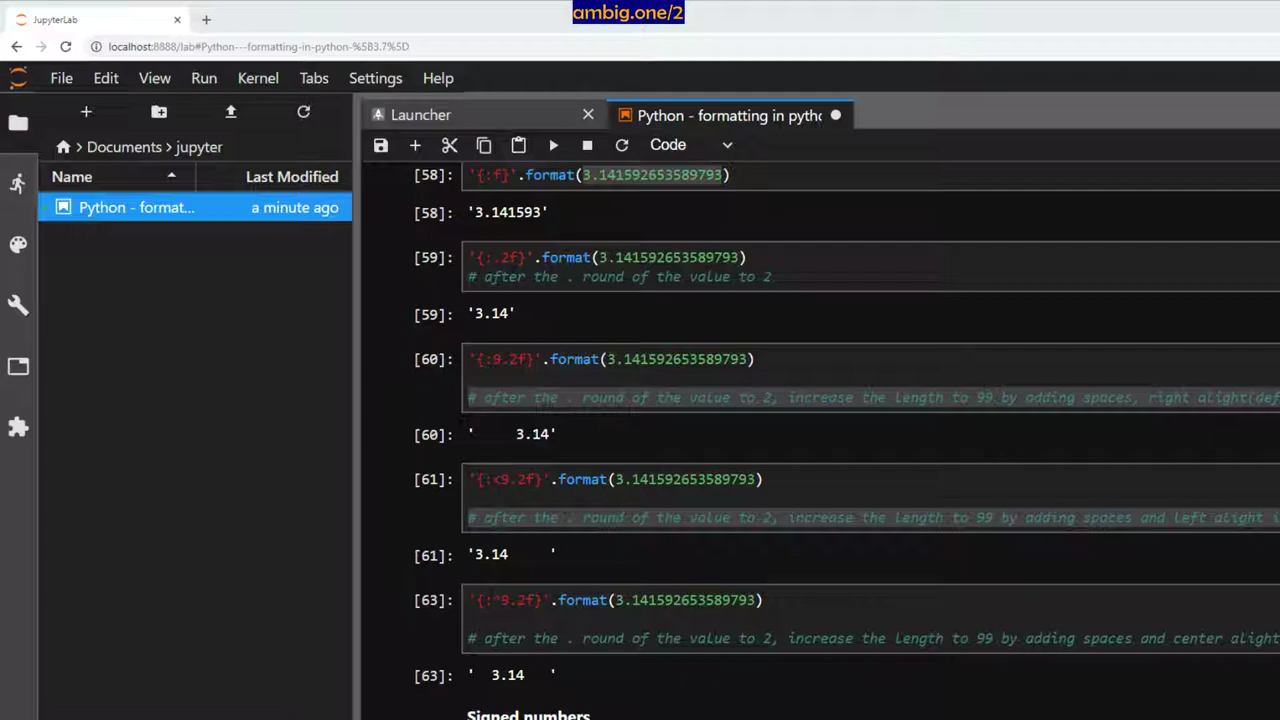 ambig.one/2
JupyterLab
localhost:8888/lab#Python---formatting-in-python-%5B3.7%5D
File Edit View Run Kernel Tabs Settings Help
Launcher
Python - formatting in pytho
Code
Documents > jupyter
Name Last Modified
Python - format... a minute ago
[58]: '{:f}'.format(3.141592653589793)
[58]: '3.141593'
[59]: '{:.2f}'.format(3.141592653589793)
# after the . round of the value to 2
[59]: '3.14'
[60]: '{:9.2f}'.format(3.141592653589793)
# after the . round of the value to 2, increase the length to 99 by adding spaces, right alight(def
[60]: '     3.14'
[61]: '{:<9.2f}'.format(3.141592653589793)
# after the . round of the value to 2, increase the length to 99 by adding spaces and left alight
[61]: '3.14     '
[63]: '{:^9.2f}'.format(3.141592653589793)
# after the . round of the value to 2, increase the length to 99 by adding spaces and center alight
[63]: '  3.14   '
Signed numbers